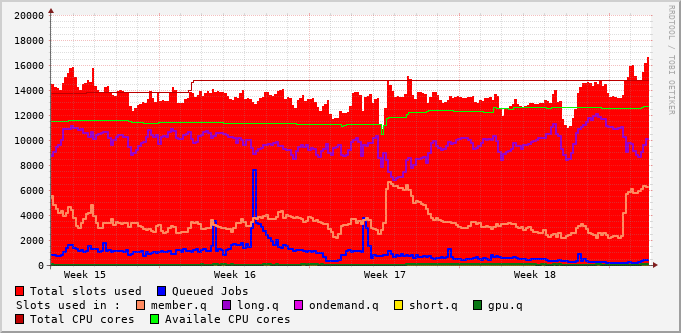 20000
18000
16000
14000
12000
10000
8000
6000
4000
2000
0
Week 15 Week 16 Week 17 Week 18
Total slots used Queued Jobs
Slots used in : member.q long.q ondemand.q short.q gpu.q
Total CPU cores Availale CPU cores
RRDTOOL / TOBI OETIKER